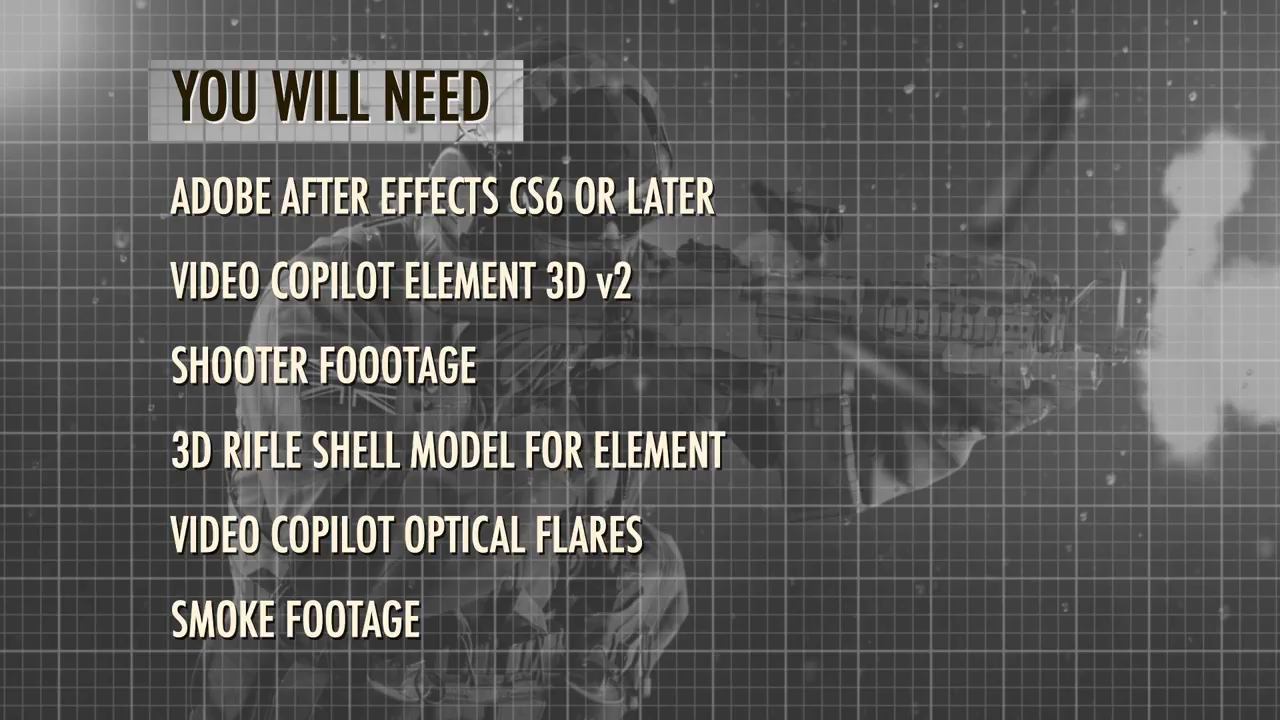 YOU WILL NEED
ADOBE AFTER EFFECTS CS6 OR LATER
VIDEO COPILOT ELEMENT 3D v2
SHOOTER FOOOTAGE
3D RIFLE SHELL MODEL FOR ELEMENT
VIDEO COPILOT OPTICAL FLARES
SMOKE FOOTAGE